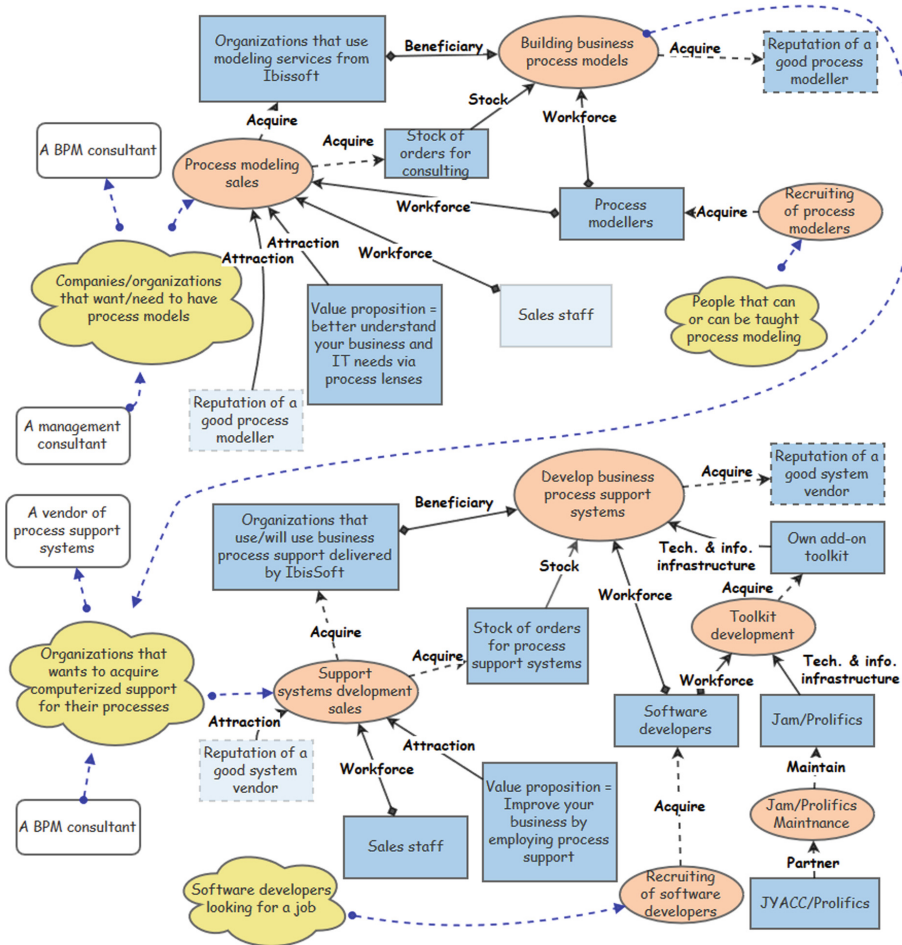 Organizations that use
modeling services from
Ibissoft
Beneficiary
Building business
process models
Acquire
Reputation of a
good process
modeller
Stock
Acquire
Workforce
A BPM consultant
Process modeling
sales
Acquire
Stock of
orders for
consulting
Workforce
Process
modellers
Acquire
Recruiting
of process
modelers
Attraction
Attraction
Workforce
Companies/organizations
that want/need to have
process models
Value proposition =
better understand
your business and
IT needs via
process lenses
Sales staff
People that can
or can be taught
process modeling
Reputation of a
good process
modeller
A management
consultant
A vendor of
process support
systems
Organizations that
use/will use business
process support delivered
by IbisSoft
Beneficiary
Develop business
process support
systems
Acquire
Reputation of a
good system
vendor
Stock
Tech. & info.
infrastructure
Own add-on
toolkit
Workforce
Acquire
Toolkit
development
Organizations that
wants to acquire
computerized support
for their processes
Acquire
Acquire
Stock of orders
for process
support systems
Support
systems dvelopment
sales
Workforce
Tech. & info.
infrastructure
Attraction
Reputation of a
good system
vendor
Software
developers
Jam/Prolifics
Workforce
Attraction
Maintain
A BPM consultant
Sales staff
Value proposition =
Improve your
business by
employing process
support
Acquire
Jam/Prolifics
Maintnance
Partner
Software developers
looking for a job
Recruiting
of software
developers
JYACC/Prolifics